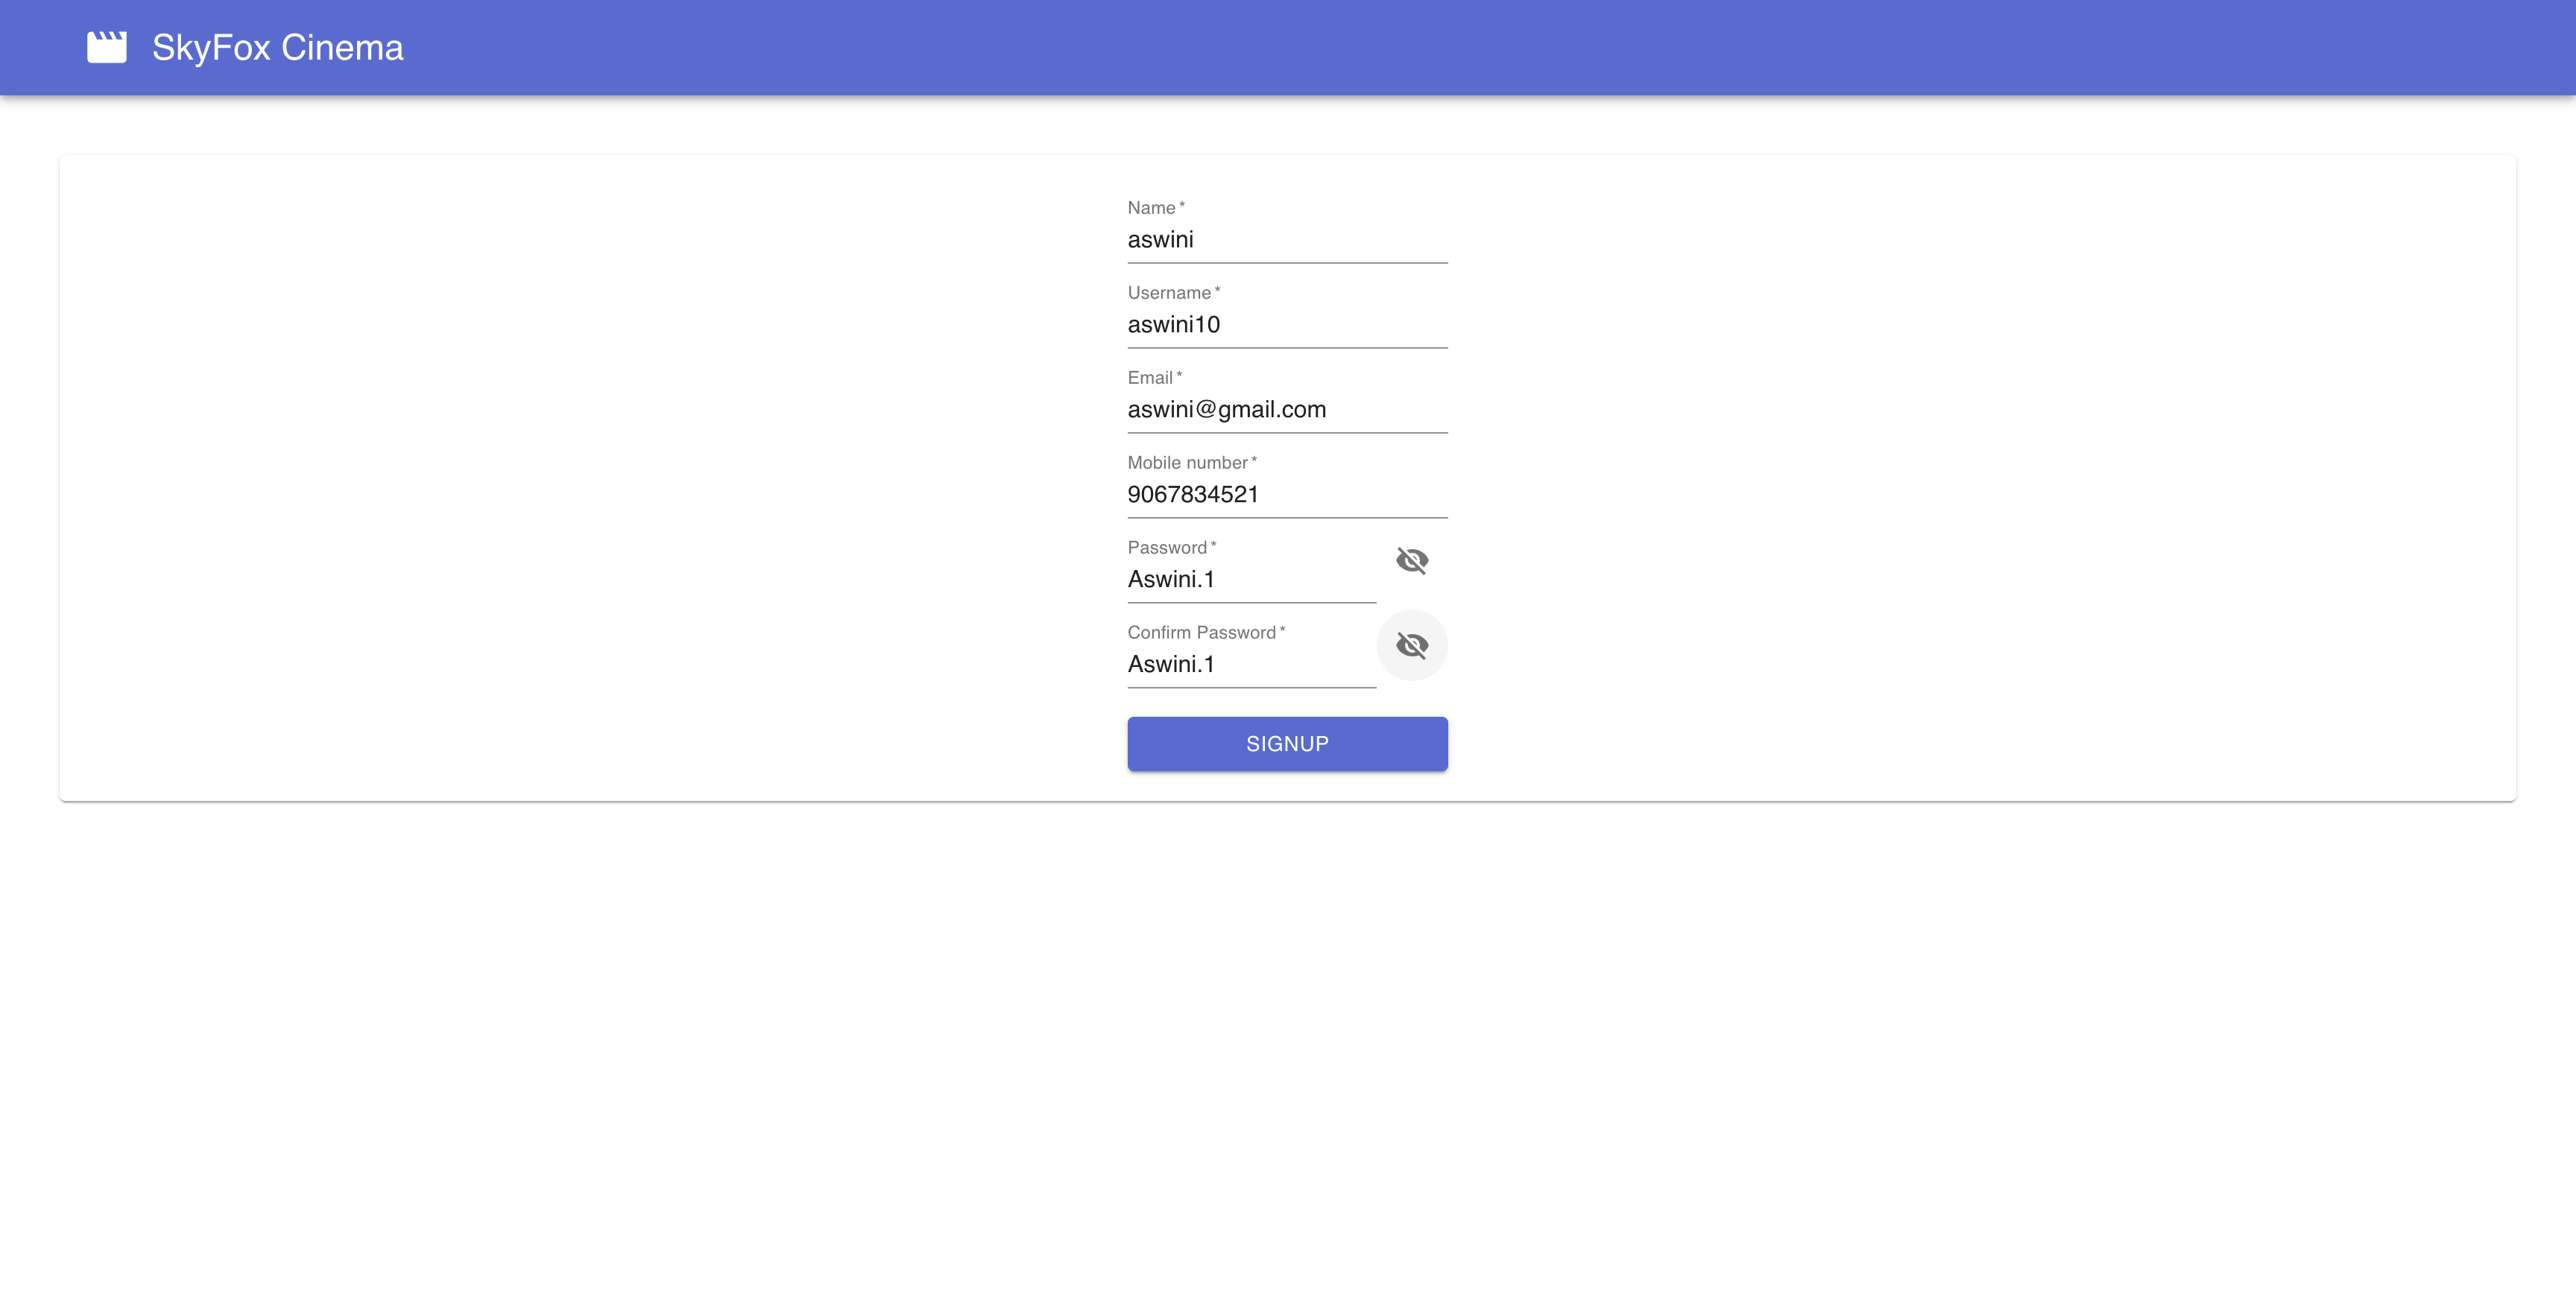 SkyFox Cinema
Name *
aswini
Username *
aswini10
Email *
aswini@gmail.com
Mobile number *
9067834521
Password *
Aswini.1
Confirm Password *
Aswini.1
SIGNUP